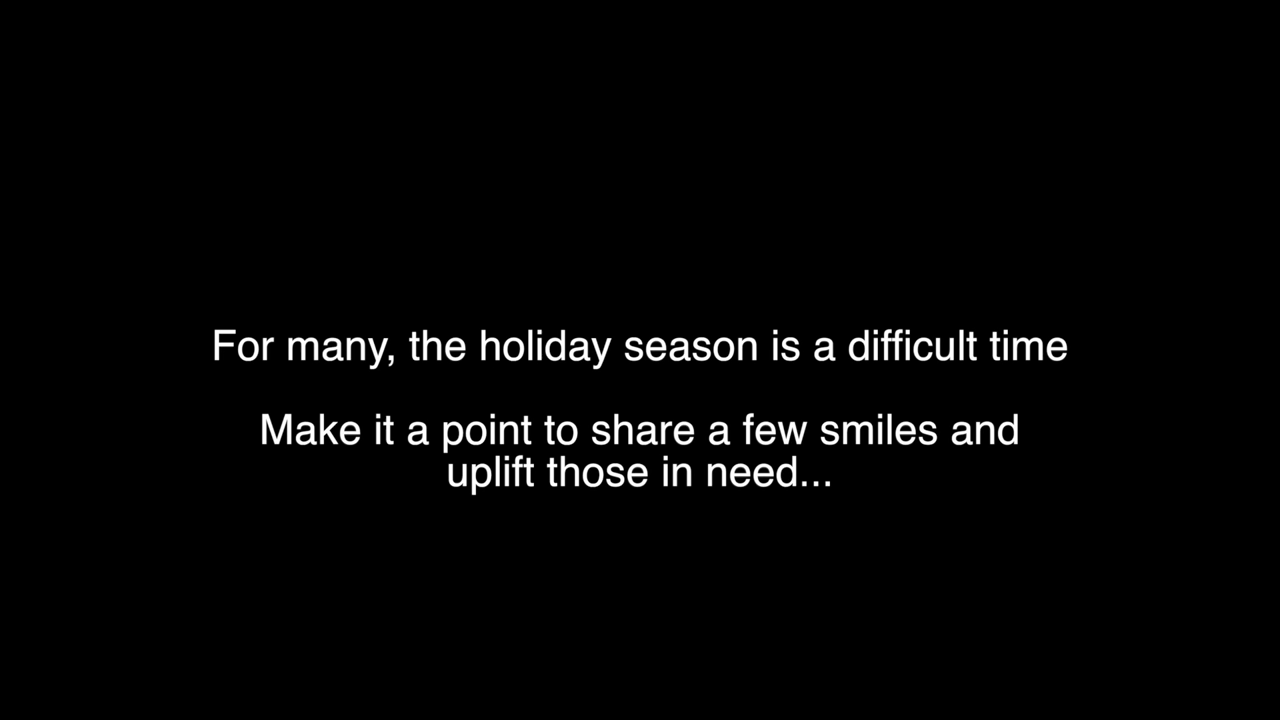 For many, the holiday season is a difficult time
Make it a point to share a few smiles and
uplift those in need...